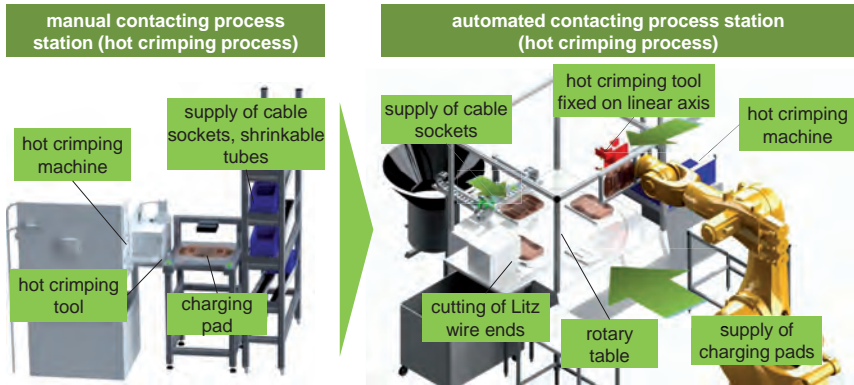 manual contacting process
station (hot crimping process)
automated contacting process station
(hot crimping process)
supply of cable
sockets, shrinkable
tubes
hot crimping
machine
hot crimping
tool
charging
pad
supply of cable
sockets
hot crimping tool
fixed on linear axis
hot crimping
machine
cutting of Litz
wire ends
rotary
table
supply of
charging pads